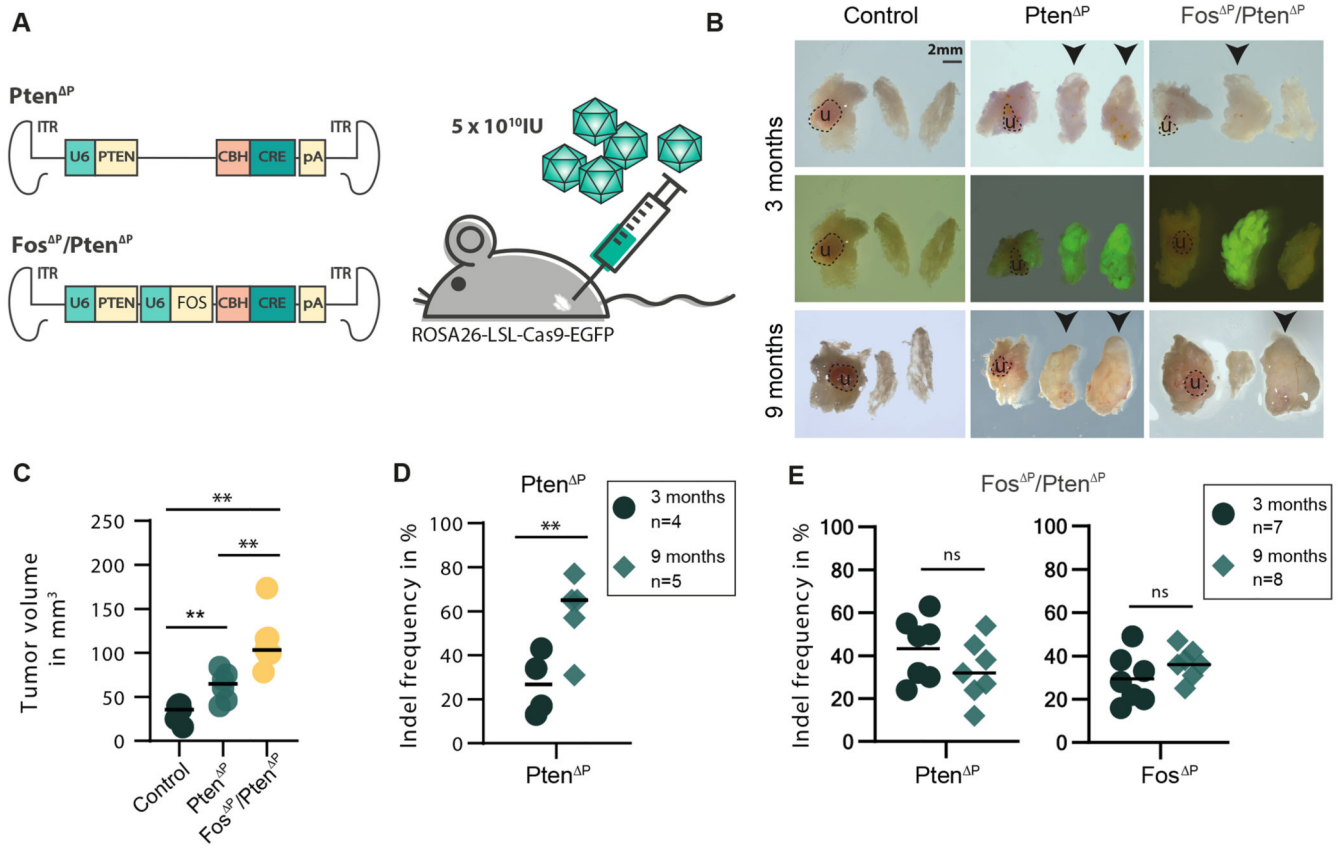 A
Pten^ΔP
ITR
ITR
U6 PTEN CBH CRE pA
Fos^ΔP/Pten^ΔP
ITR
ITR
U6 PTEN U6 FOS CBH CRE pA
5 x 10^10IU
ROSA26-LSL-Cas9-EGFP
B
Control
Pten^ΔP
Fos^ΔP/Pten^ΔP
2mm
3 months
9 months
u
u
u
u
u
u
u
u
u
C
Tumor volume
in mm³
250
200
150
100
50
0
**
**
**
Control
Pten^ΔP
Fos^ΔP/Pten^ΔP
D
Pten^ΔP
Indel frequency in %
100
80
60
40
20
0
**
Pten^ΔP
3 months
n=4
9 months
n=5
E
Fos^ΔP/Pten^ΔP
Indel frequency in %
100
80
60
40
20
0
ns
Pten^ΔP
100
80
60
40
20
0
ns
Fos^ΔP
3 months
n=7
9 months
n=8